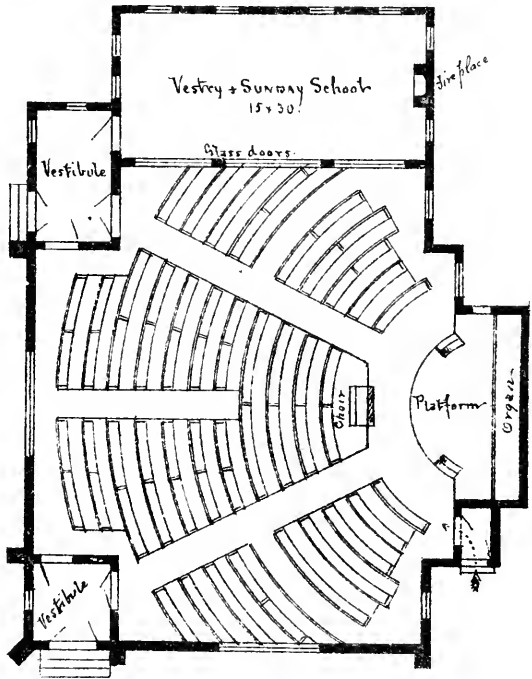 Vestry + Sunday School
15 x 30.
Fire place
Glass doors.
Vestibule
Choir
Platform
Organ
Vestibule